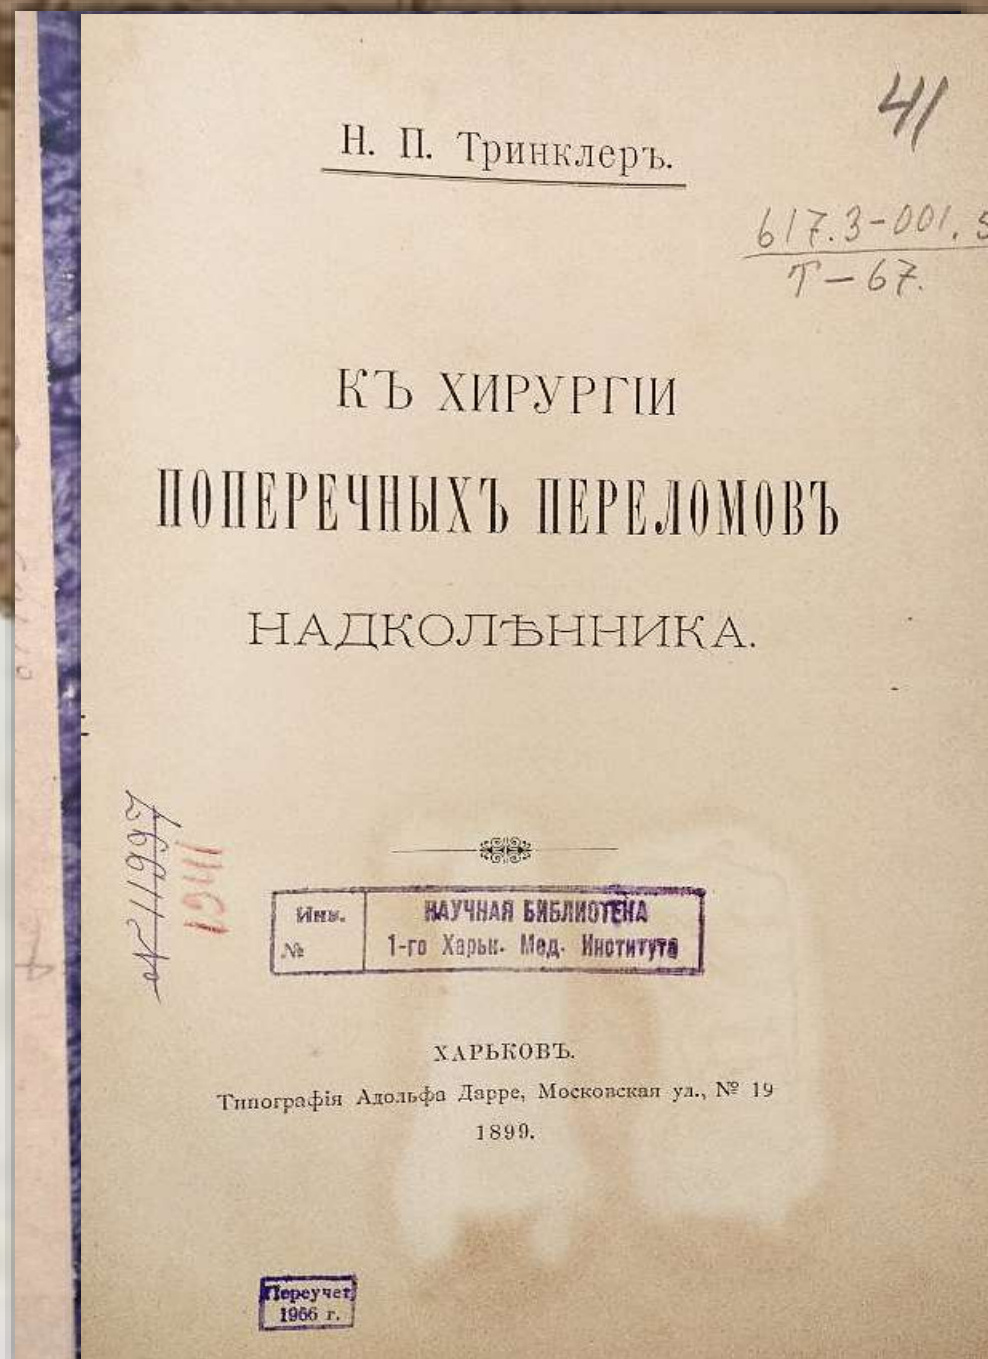 41
Н. П. Тринклеръ.
617.3-001.5
Т-67.
КЪ ХИРУРГІИ
ПОПЕРЕЧНЫХЪ ПЕРЕЛОМОВЪ
НАДКОЛѢННИКА.
Инв. №
НАУЧНАЯ БИБЛИОТЕКА
1-го Харьк. Мед. Института
ХАРЬКОВЪ.
Типографія Адольфа Дарре, Московская ул., № 19
1899.
Переучет
1966 г.